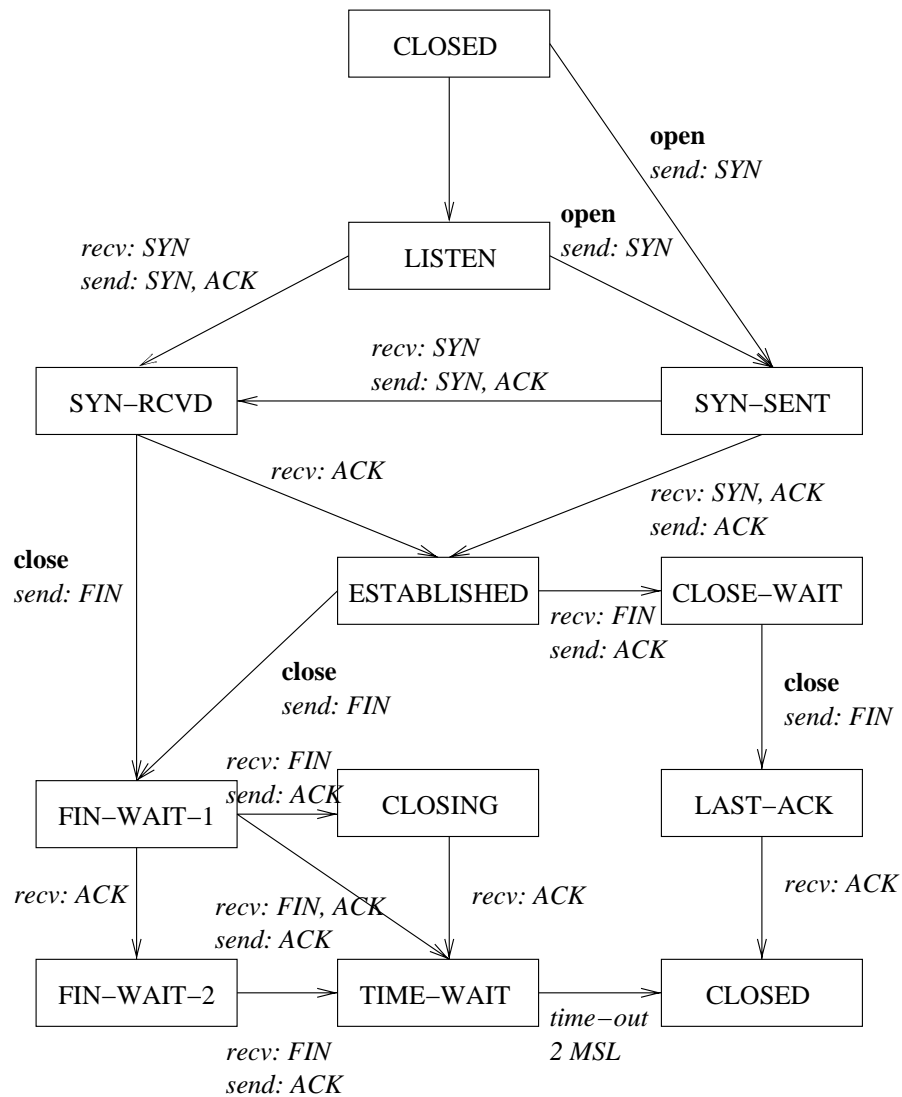 CLOSED
open
send: SYN
open
send: SYN
recv: SYN
send: SYN, ACK
LISTEN
recv: SYN
send: SYN, ACK
SYN–RCVD
SYN–SENT
recv: ACK
recv: SYN, ACK
send: ACK
close
send: FIN
ESTABLISHED
CLOSE–WAIT
recv: FIN
send: ACK
close
send: FIN
close
send: FIN
recv: FIN
send: ACK
FIN–WAIT–1
CLOSING
LAST–ACK
recv: ACK
recv: FIN, ACK
send: ACK
recv: ACK
recv: ACK
FIN–WAIT–2
TIME–WAIT
CLOSED
time–out
2 MSL
recv: FIN
send: ACK